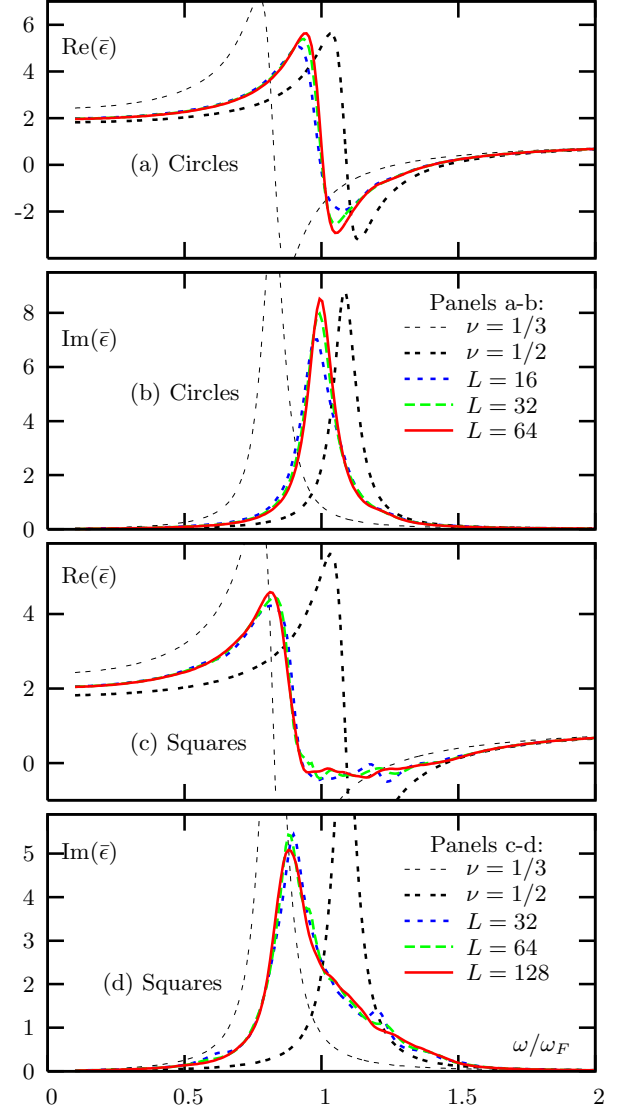 6
Re(ϵ̄)
4
2
(a) Circles
0
-2
8
Panels a-b:
Im(ϵ̄)
ν = 1/3
ν = 1/2
6
(b) Circles
L = 16
L = 32
4
L = 64
2
0
Re(ϵ̄)
4
2
(c) Squares
0
Im(ϵ̄)
Panels c-d:
5
ν = 1/3
4
ν = 1/2
L = 32
3
L = 64
2
(d) Squares
L = 128
1
ω/ω_F
0
0 0.5 1 1.5 2